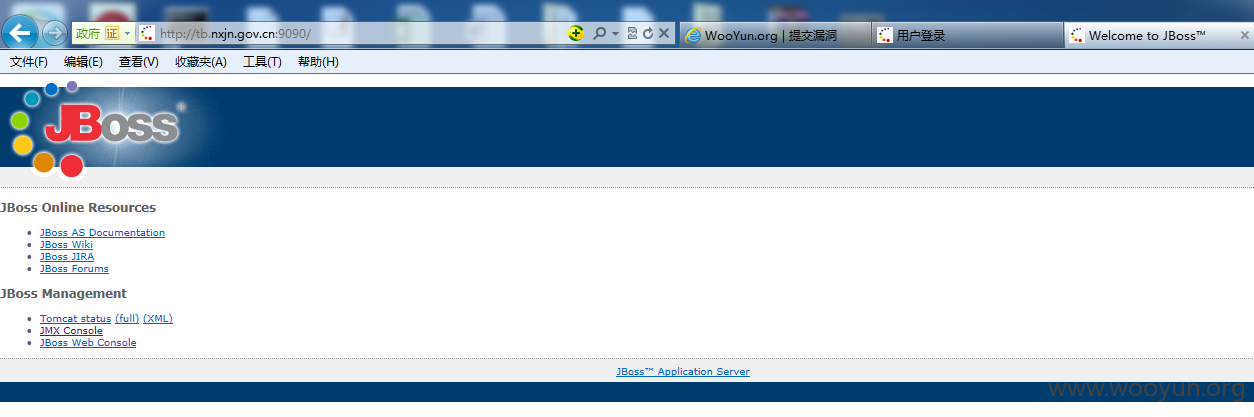 政府 证 http://tb.nxjn.gov.cn:9090/ WooYun.org | 提交漏洞 用户登录 Welcome to JBoss™
文件(F) 编辑(E) 查看(V) 收藏夹(A) 工具(T) 帮助(H)
JBoss®
JBoss Online Resources
JBoss AS Documentation
JBoss Wiki
JBoss JIRA
JBoss Forums
JBoss Management
Tomcat status (full) (XML)
JMX Console
JBoss Web Console
JBoss™ Application Server
www.wooyun.org